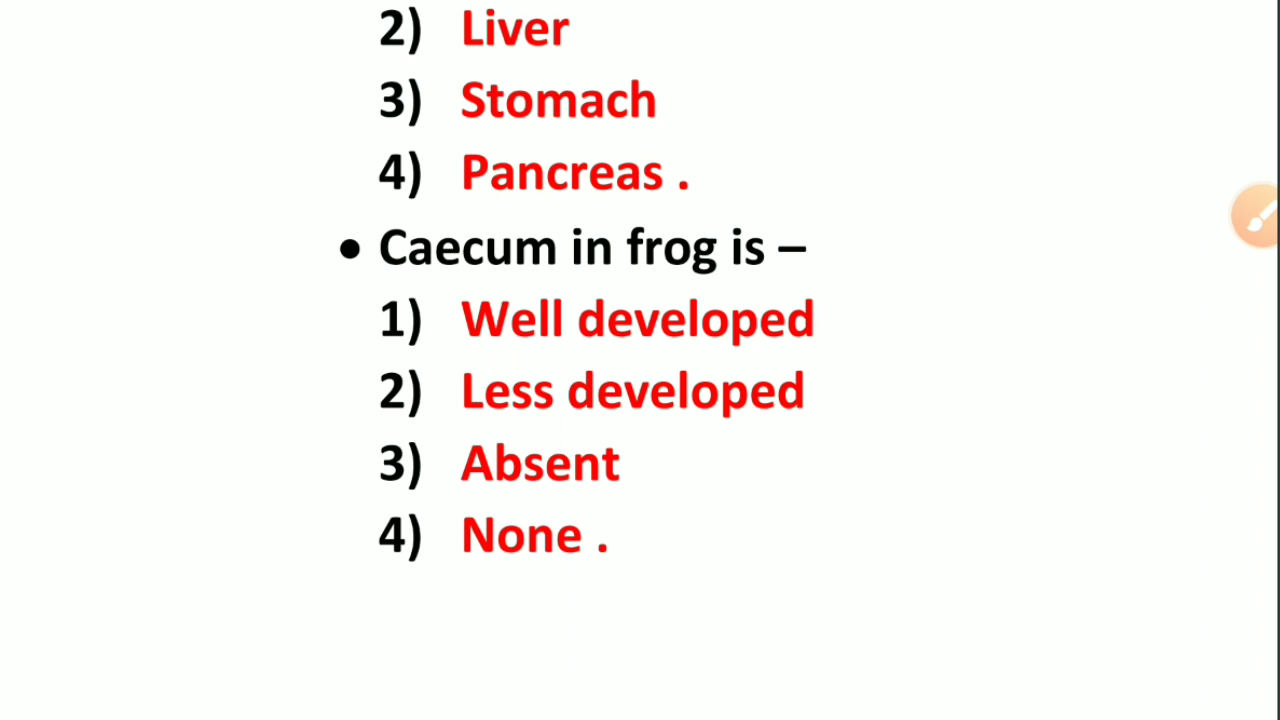 2) Liver
3) Stomach
4) Pancreas .
• Caecum in frog is –
1) Well developed
2) Less developed
3) Absent
4) None .